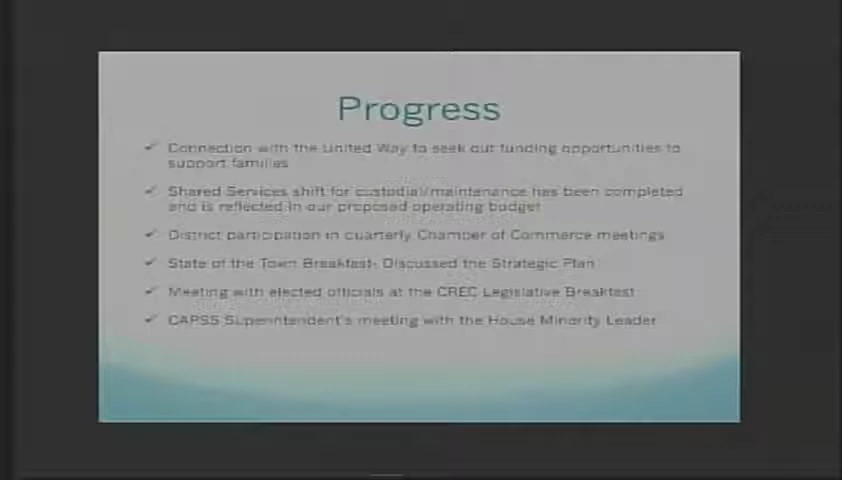 Progress
✓ Connection with the United Way to seek out funding opportunities to
support families
✓ Shared Services shift for custodial/maintenance has been completed
and is reflected in our proposed operating budget
✓ District participation in quarterly Chamber of Commerce meetings
✓ State of the Town Breakfast- Discussed the Strategic Plan
✓ Meeting with elected officials at the CREC Legislative Breakfast
✓ CAPSS Superintendent's meeting with the House Minority Leader